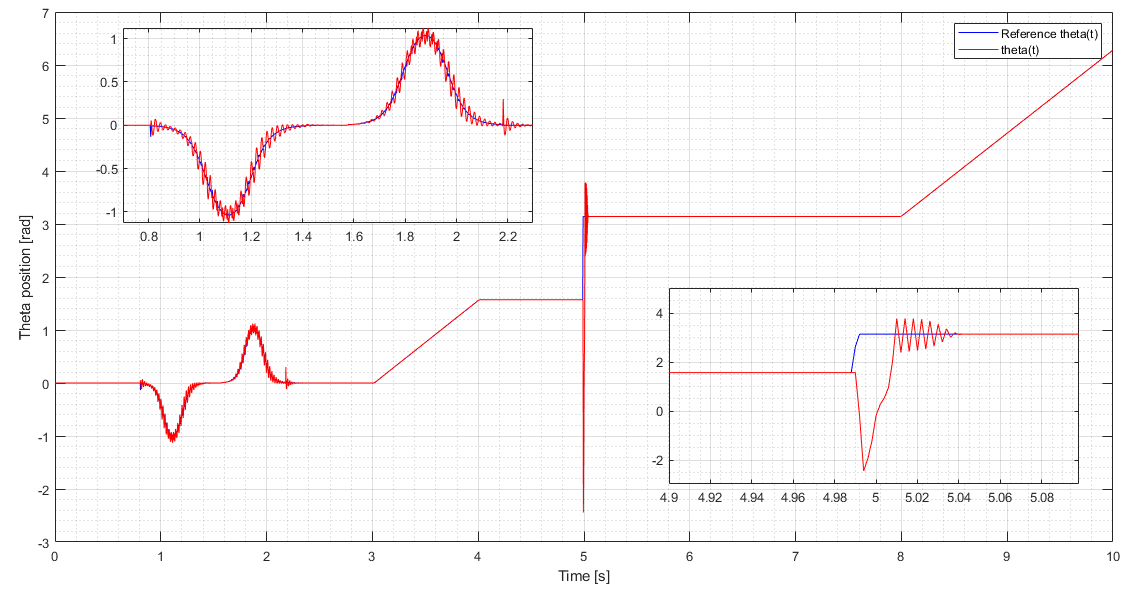 7
6
5
4
3
2
1
0
-1
-2
-3
Theta position [rad]
0 1 2 3 4 5 6 7 8 9 10
Time [s]
Reference theta(t)
theta(t)
1
0.5
0
-0.5
-1
0.8 1 1.2 1.4 1.6 1.8 2 2.2
4
2
0
-2
4.9 4.92 4.94 4.96 4.98 5 5.02 5.04 5.06 5.08